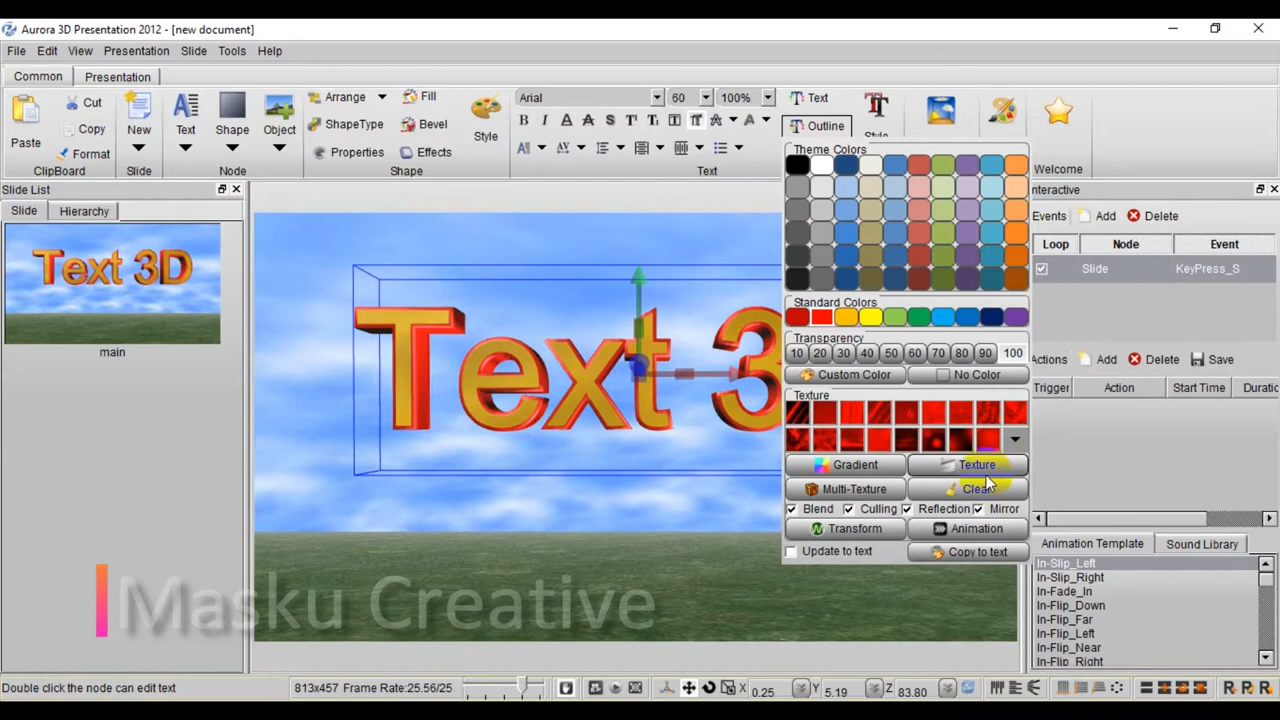 Aurora 3D Presentation 2012 - [new document]
File Edit View Presentation Slide Tools Help
Common Presentation
Cut Arrange Fill Arial 60 100% Text
Copy ShapeType Bevel B I A S T T T T A A
Paste Format New Text Shape Object Properties Effects Style Outline Style Welcome
ClipBoard Slide Node Shape Text
Slide List
Slide Hierarchy
Text 3D
main
Text 3
Masku Creative
Theme Colors
Standard Colors
Transparency
10 20 30 40 50 60 70 80 90 100
Custom Color No Color
Texture
Gradient Texture
Multi-Texture Clear
Blend Culling Reflection Mirror
Transform Animation
Update to text Copy to text
nteractive
Events Add Delete
Loop Node Event
Slide KeyPress_S
Actions Add Delete Save
Trigger Action Start Time Duratio
Animation Template Sound Library
In-Slip_Left
In-Slip_Right
In-Fade_In
In-Flip_Down
In-Flip_Far
In-Flip_Left
In-Flip_Near
In-Flip_Right
Double click the node can edit text 813x457 Frame Rate:25.56/25 X 0.25 Y 5.19 Z 83.80